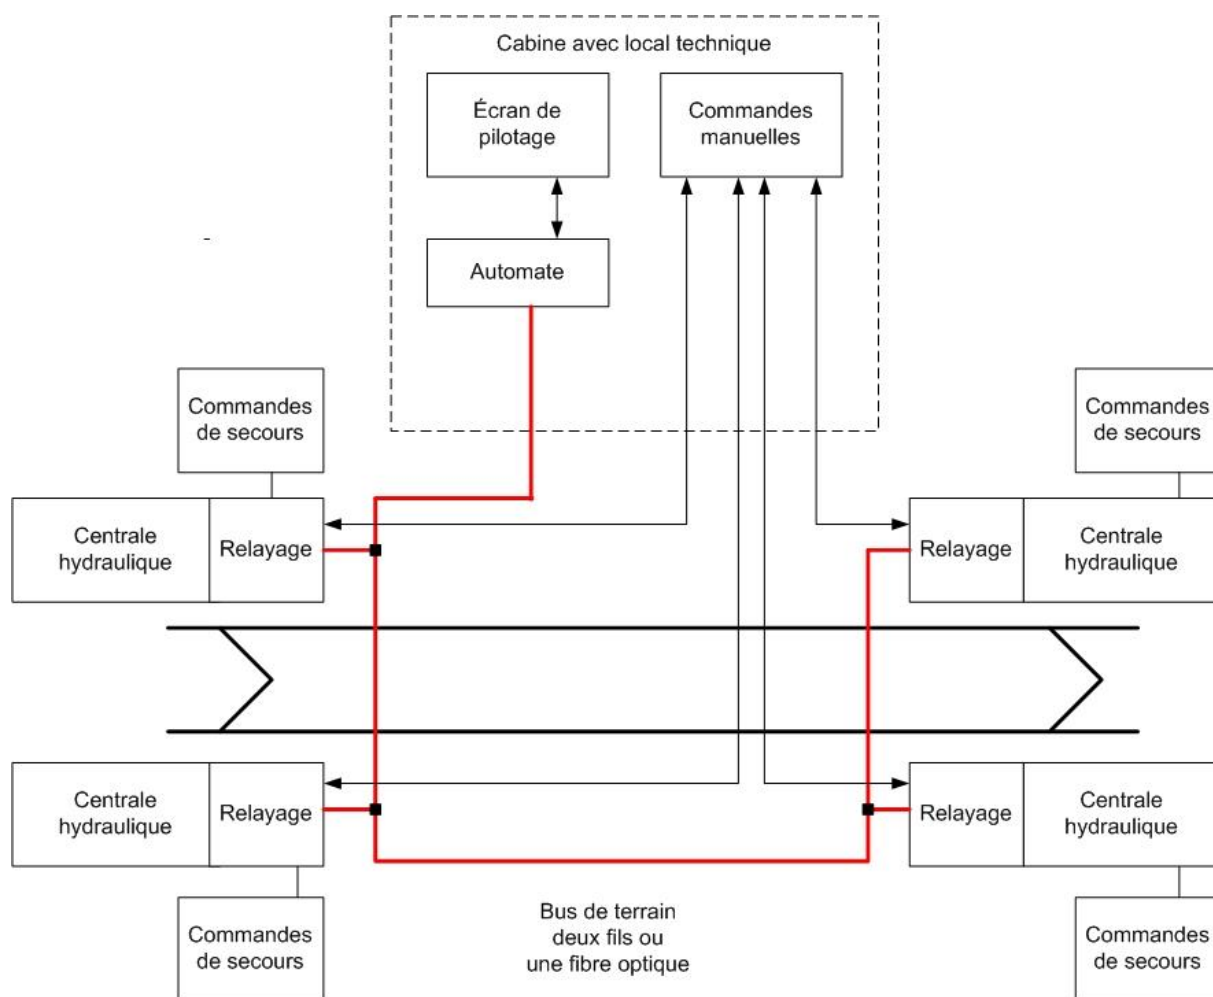 Cabine avec local technique
Écran de
pilotage
Commandes
manuelles
Automate
Commandes
de secours
Commandes
de secours
Centrale
hydraulique
Relayage
Relayage
Centrale
hydraulique
Centrale
hydraulique
Relayage
Relayage
Centrale
hydraulique
Commandes
de secours
Bus de terrain
deux fils ou
une fibre optique
Commandes
de secours